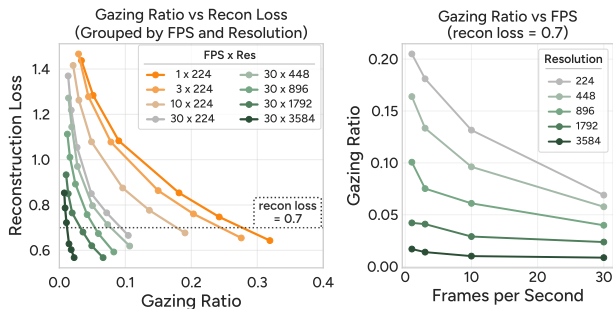 Gazing Ratio vs Recon Loss
(Grouped by FPS and Resolution)
Reconstruction Loss
1.4
1.2
1.0
0.8
0.6
FPS x Res
1 x 224
3 x 224
10 x 224
30 x 224
30 x 448
30 x 896
30 x 1792
30 x 3584
recon loss
= 0.7
0.0
0.1
0.2
0.3
0.4
Gazing Ratio
Gazing Ratio vs FPS
(recon loss = 0.7)
Gazing Ratio
0.20
0.15
0.10
0.05
0.00
Resolution
224
448
896
1792
3584
0
10
20
30
Frames per Second